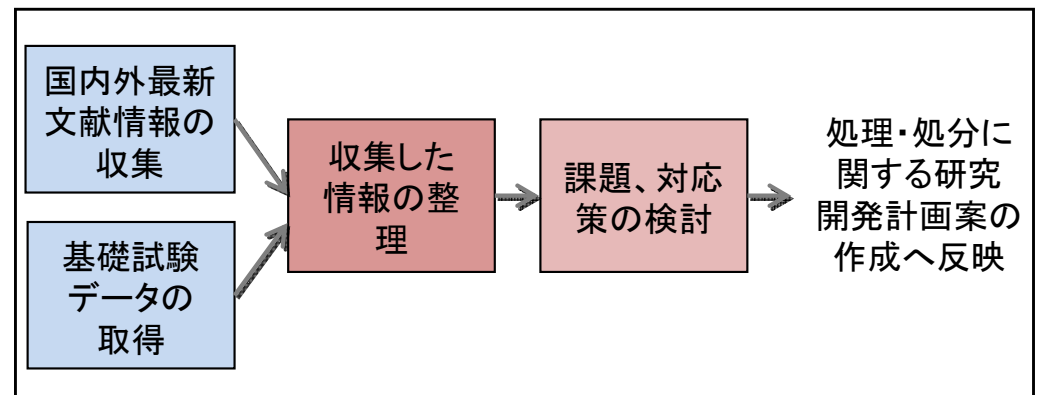 国内外最新
文献情報の
収集
基礎試験
データの
取得
収集した
情報の整
理
課題、対応
策の検討
処理・処分に
関する研究
開発計画案の
作成へ反映